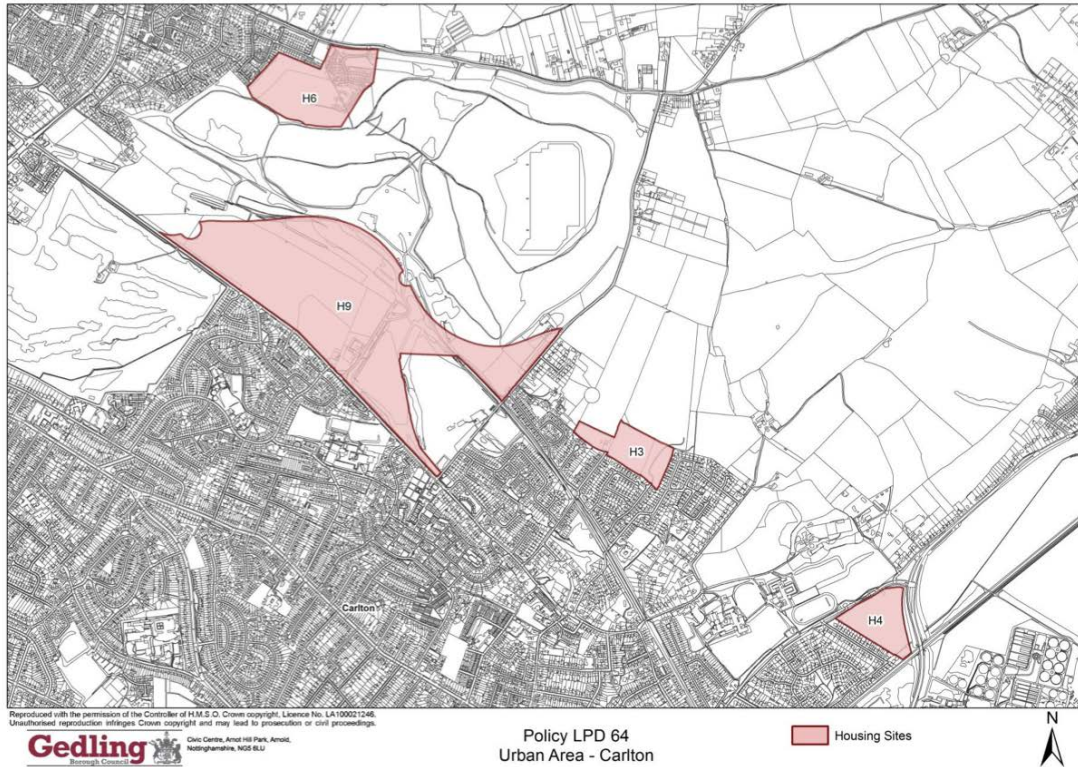 H6
H9
H3
H4
Carlton
Reproduced with the permission of the Controller of H.M.S.O. Crown copyright, Licence No. LA100021246.
Unauthorised reproduction infringes Crown copyright and may lead to prosecution or civil proceedings.
Gedling
Borough Council
Civic Centre, Arnot Hill Park, Arnold,
Nottinghamshire, NG5 6LU
Policy LPD 64
Urban Area - Carlton
Housing Sites
N